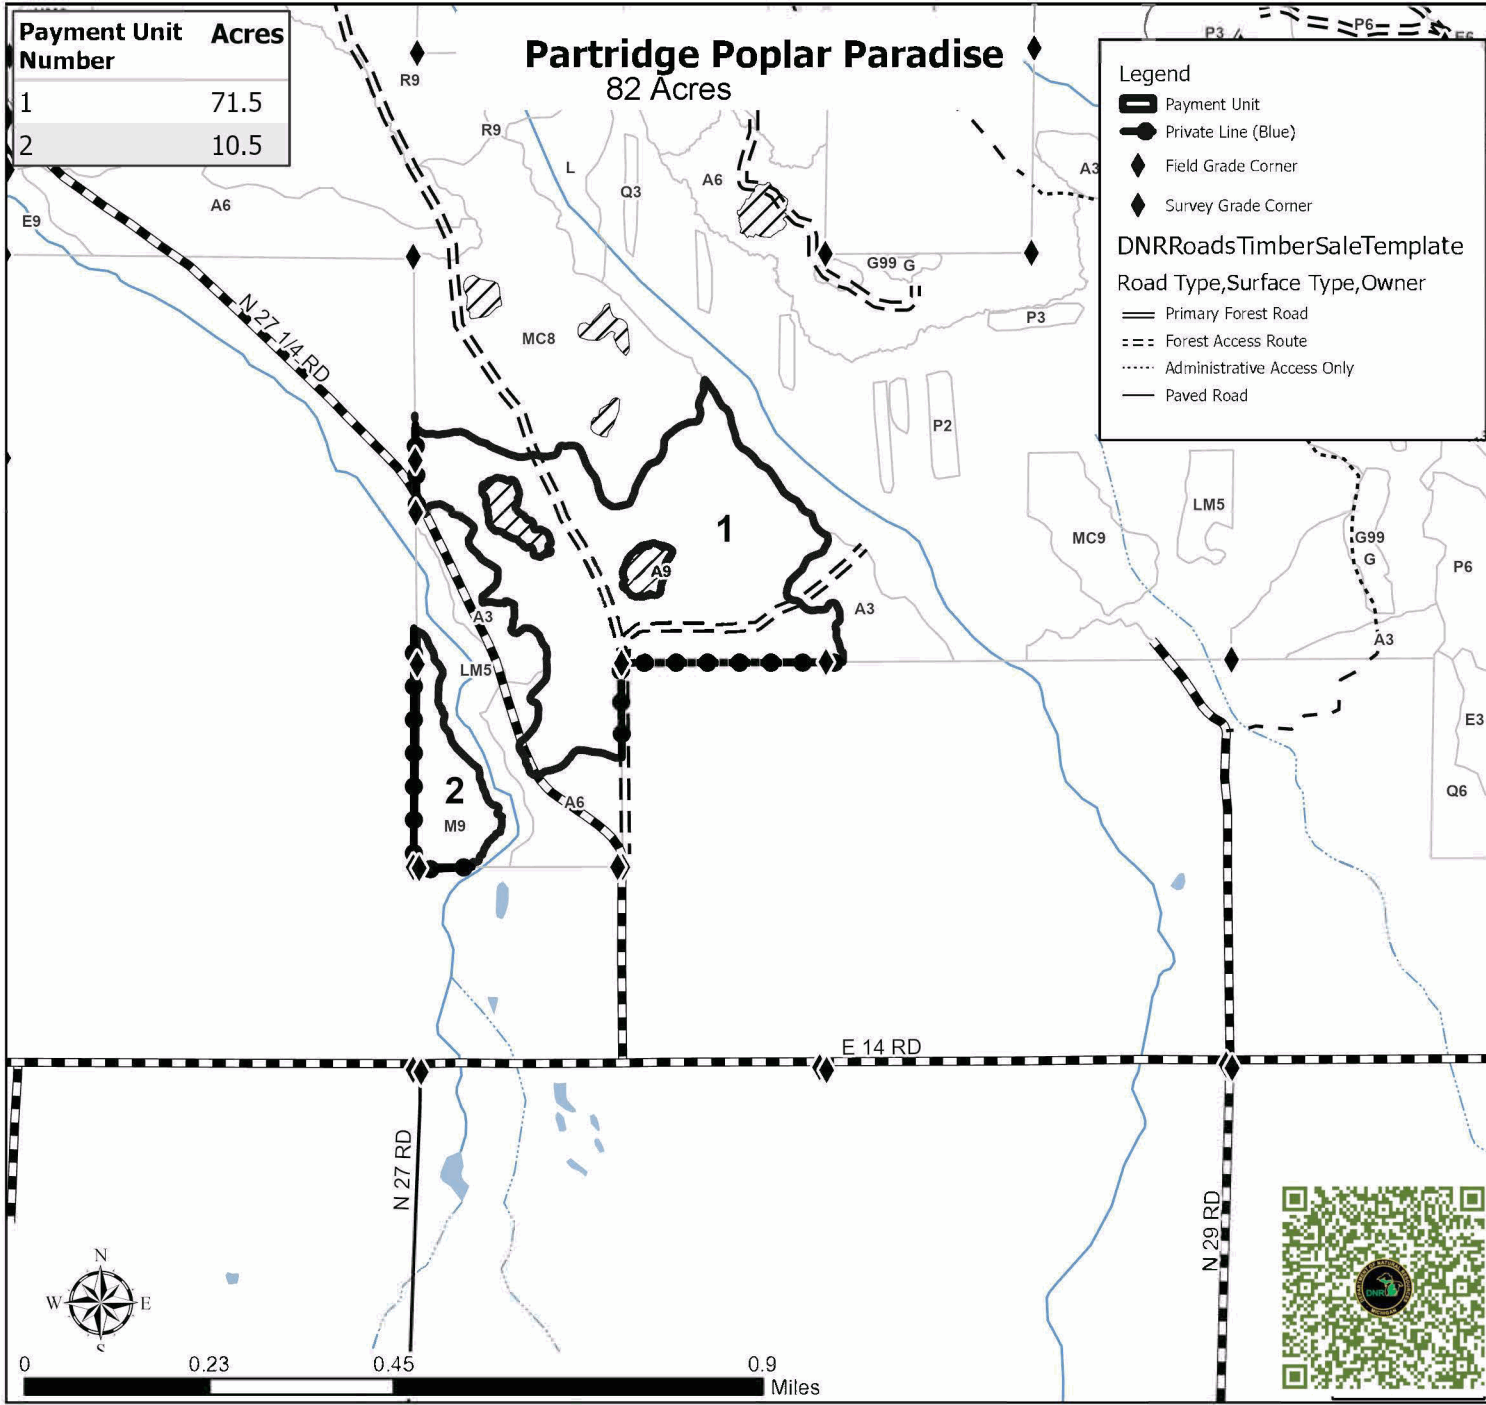 Payment Unit Number Acres
1 71.5
2 10.5
Partridge Poplar Paradise
82 Acres
Legend
Payment Unit
Private Line (Blue)
Field Grade Corner
Survey Grade Corner
DNRRoadsTimberSaleTemplate
Road Type,Surface Type,Owner
Primary Forest Road
Forest Access Route
Administrative Access Only
Paved Road
P3
P6
R9
R9
L
Q3
A6
A3
A6
E9
G99 G
P3
N 27 1/4 RD
MC8
P2
1
LM5
MC9
G99
G
P6
A9
A3
A3
A3
LM5
E3
2
M9
A6
Q6
E 14 RD
N 27 RD
N 29 RD
N
W E
S
DNR
0 0.23 0.45 0.9
Miles